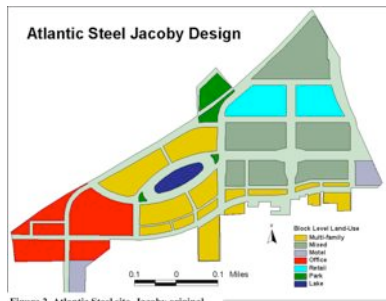 Atlantic Steel Jacoby Design
Block Level Land-Use
Multi-family
Mixed
Motel
Office
Retail
Park
Lake
0.1 0 0.1 Miles
Figure 2. Atlantic Steel site. Jacoby original